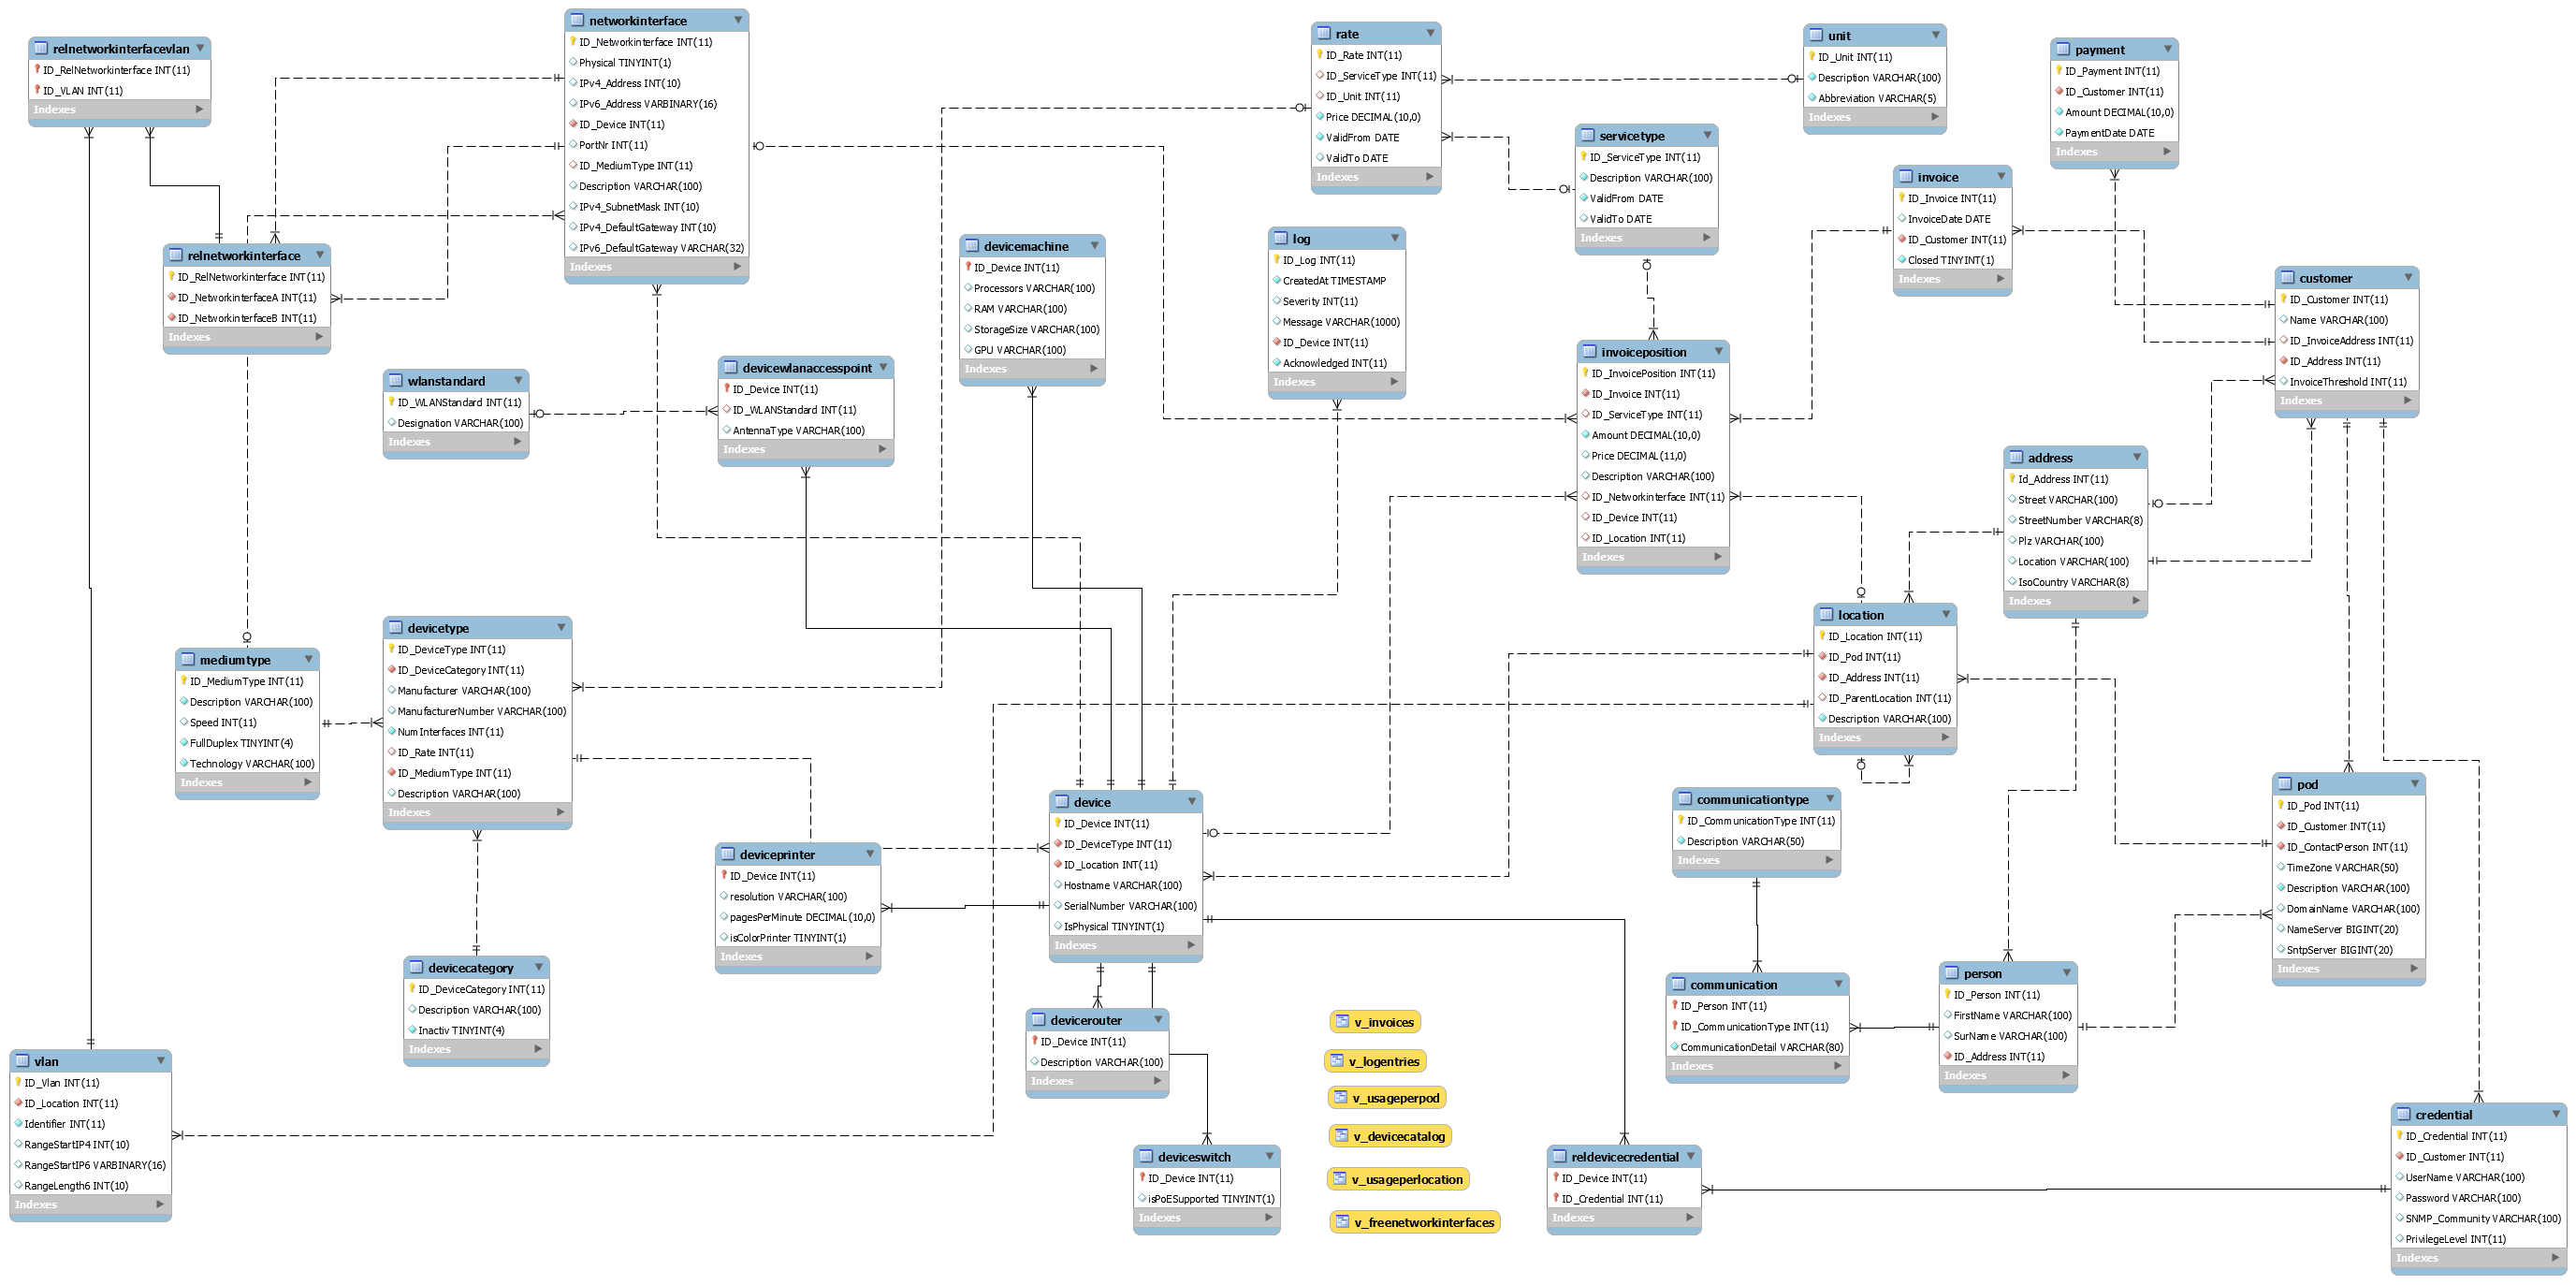 relnetworkinterfacevlan
ID_RelNetworkinterface INT(11)
ID_VLAN INT(11)
Indexes
networkinterface
ID_Networkinterface INT(11)
Physical TINYINT(1)
IPv4_Address INT(10)
IPv6_Address VARBINARY(16)
ID_Device INT(11)
PortNr INT(11)
ID_MediumType INT(11)
Description VARCHAR(100)
IPv4_SubnetMask INT(10)
IPv4_DefaultGateway INT(10)
IPv6_DefaultGateway VARCHAR(32)
Indexes
rate
ID_Rate INT(11)
ID_ServiceType INT(11)
ID_Unit INT(11)
Price DECIMAL(10,0)
ValidFrom DATE
ValidTo DATE
Indexes
unit
ID_Unit INT(11)
Description VARCHAR(100)
Abbreviation VARCHAR(5)
Indexes
payment
ID_Payment INT(11)
ID_Customer INT(11)
Amount DECIMAL(10,0)
PaymentDate DATE
Indexes
servicetype
ID_ServiceType INT(11)
Description VARCHAR(100)
ValidFrom DATE
ValidTo DATE
Indexes
invoice
ID_Invoice INT(11)
InvoiceDate DATE
ID_Customer INT(11)
Closed TINYINT(1)
Indexes
relnetworkinterface
ID_RelNetworkinterface INT(11)
ID_NetworkinterfaceA INT(11)
ID_NetworkinterfaceB INT(11)
Indexes
devicemachine
ID_Device INT(11)
Processors VARCHAR(100)
RAM VARCHAR(100)
StorageSize VARCHAR(100)
GPU VARCHAR(100)
Indexes
log
ID_Log INT(11)
CreatedAt TIMESTAMP
Severity INT(11)
Message VARCHAR(1000)
ID_Device INT(11)
Acknowledged INT(11)
Indexes
customer
ID_Customer INT(11)
Name VARCHAR(100)
ID_InvoiceAddress INT(11)
ID_Address INT(11)
InvoiceThreshold INT(11)
Indexes
wlanstandard
ID_WLANStandard INT(11)
Designation VARCHAR(100)
Indexes
devicewlanaccesspoint
ID_Device INT(11)
ID_WLANStandard INT(11)
AntennaType VARCHAR(100)
Indexes
invoiceposition
ID_InvoicePosition INT(11)
ID_Invoice INT(11)
ID_ServiceType INT(11)
Amount DECIMAL(10,0)
Price DECIMAL(11,0)
Description VARCHAR(100)
ID_Networkinterface INT(11)
ID_Device INT(11)
ID_Location INT(11)
Indexes
address
Id_Address INT(11)
Street VARCHAR(100)
StreetNumber VARCHAR(8)
Plz VARCHAR(100)
Location VARCHAR(100)
IsoCountry VARCHAR(8)
Indexes
mediumtype
ID_MediumType INT(11)
Description VARCHAR(100)
Speed INT(11)
FullDuplex TINYINT(4)
Technology VARCHAR(100)
Indexes
devicetype
ID_DeviceType INT(11)
ID_DeviceCategory INT(11)
Manufacturer VARCHAR(100)
ManufacturerNumber VARCHAR(100)
NumInterfaces INT(11)
ID_Rate INT(11)
ID_MediumType INT(11)
Description VARCHAR(100)
Indexes
location
ID_Location INT(11)
ID_Pod INT(11)
ID_Address INT(11)
ID_ParentLocation INT(11)
Description VARCHAR(100)
Indexes
device
ID_Device INT(11)
ID_DeviceType INT(11)
ID_Location INT(11)
Hostname VARCHAR(100)
SerialNumber VARCHAR(100)
IsPhysical TINYINT(1)
Indexes
communicationtype
ID_CommunicationType INT(11)
Description VARCHAR(50)
Indexes
pod
ID_Pod INT(11)
ID_Customer INT(11)
ID_ContactPerson INT(11)
TimeZone VARCHAR(50)
Description VARCHAR(100)
DomainName VARCHAR(100)
NameServer BIGINT(20)
SntpServer BIGINT(20)
Indexes
deviceprinter
ID_Device INT(11)
resolution VARCHAR(100)
pagesPerMinute DECIMAL(10,0)
isColorPrinter TINYINT(1)
Indexes
devicecategory
ID_DeviceCategory INT(11)
Description VARCHAR(100)
Inactiv TINYINT(4)
Indexes
communication
ID_Person INT(11)
ID_CommunicationType INT(11)
CommunicationDetail VARCHAR(80)
Indexes
person
ID_Person INT(11)
FirstName VARCHAR(100)
SurName VARCHAR(100)
ID_Address INT(11)
Indexes
devicerouter
ID_Device INT(11)
Description VARCHAR(100)
Indexes
v_invoices
v_logentries
v_usageperpod
v_devicecatalog
v_usageperlocation
v_freenetworkinterfaces
vlan
ID_Vlan INT(11)
ID_Location INT(11)
Identifier INT(11)
RangeStartIP4 INT(10)
RangeStartIP6 VARBINARY(16)
RangeLength6 INT(10)
Indexes
deviceswitch
ID_Device INT(11)
isPoESupported TINYINT(1)
Indexes
reldevicecredential
ID_Device INT(11)
ID_Credential INT(11)
Indexes
credential
ID_Credential INT(11)
ID_Customer INT(11)
UserName VARCHAR(100)
Password VARCHAR(100)
SNMP_Community VARCHAR(100)
PrivilegeLevel INT(11)
Indexes